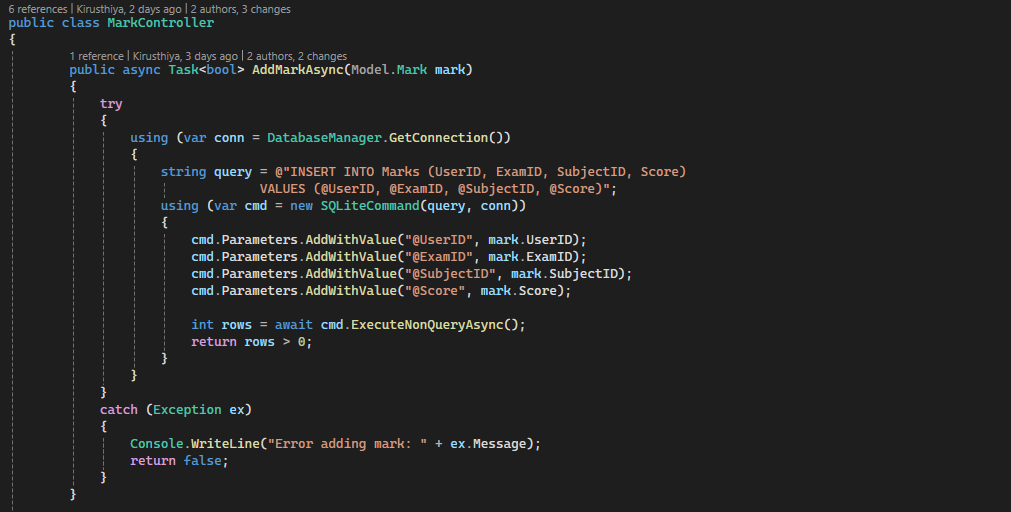 6 references | Kirusthiya, 2 days ago | 2 authors, 3 changes
public class MarkController
{
1 reference | Kirusthiya, 3 days ago | 2 authors, 2 changes
public async Task<bool> AddMarkAsync(Model.Mark mark)
{
try
{
using (var conn = DatabaseManager.GetConnection())
{
string query = @"INSERT INTO Marks (UserID, ExamID, SubjectID, Score)
VALUES (@UserID, @ExamID, @SubjectID, @Score)";
using (var cmd = new SQLiteCommand(query, conn))
{
cmd.Parameters.AddWithValue("@UserID", mark.UserID);
cmd.Parameters.AddWithValue("@ExamID", mark.ExamID);
cmd.Parameters.AddWithValue("@SubjectID", mark.SubjectID);
cmd.Parameters.AddWithValue("@Score", mark.Score);
int rows = await cmd.ExecuteNonQueryAsync();
return rows > 0;
}
}
}
catch (Exception ex)
{
Console.WriteLine("Error adding mark: " + ex.Message);
return false;
}
}